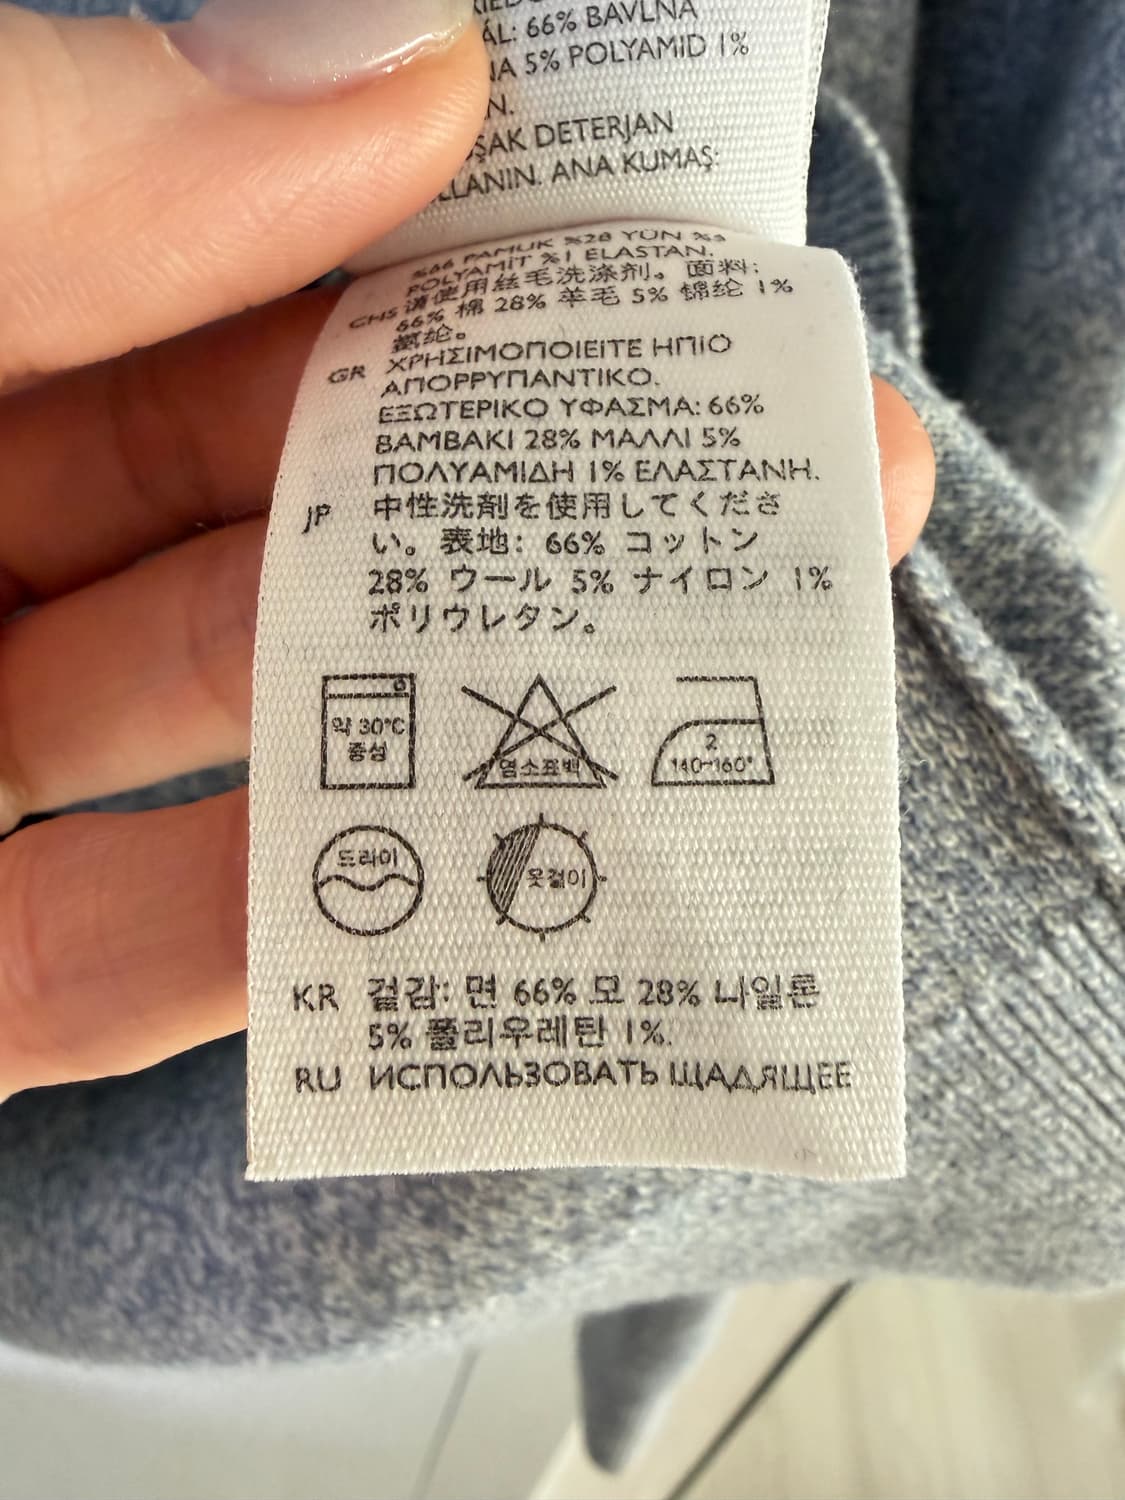 ÁL: 66% BAVLNA
NA 5% POLYAMID 1%
N.
UŞAK DETERJAN
LLANIN. ANA KUMAŞ:
%66 PAMUK %28 YÜN %5
POLYAMİT %1 ELASTAN.
CHS 请使用丝毛洗涤剂。面料:
66% 棉 28% 羊毛 5% 锦纶 1%
氨纶。
GR ΧΡΗΣΙΜΟΠΟΙΕΙΤΕ ΗΠΙΟ
ΑΠΟΡΡΥΠΑΝΤΙΚΟ.
ΕΞΩΤΕΡΙΚΟ ΥΦΑΣΜΑ: 66%
ΒΑΜΒΑΚΙ 28% ΜΑΛΛΙ 5%
ΠΟΛΥΑΜΙΔΗ 1% ΕΛΑΣΤΑΝΗ.
JP 中性洗剤を使用してくださ
い。表地: 66% コットン
28% ウール 5% ナイロン 1%
ポリウレタン。
약 30°C
중성
염소표백
2
140~160°
드라이
옷걸이
KR 겉감: 면 66% 모 28% 나일론
5% 폴리우레탄 1%.
RU ИСПОЛЬЗОВАТЬ ЩАДЯЩЕЕ